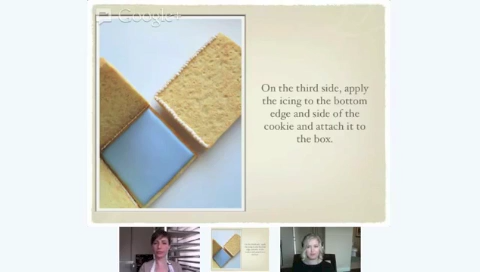 Google+
On the third side, apply
the icing to the bottom
edge and side of the
cookie and attach it to
the box.